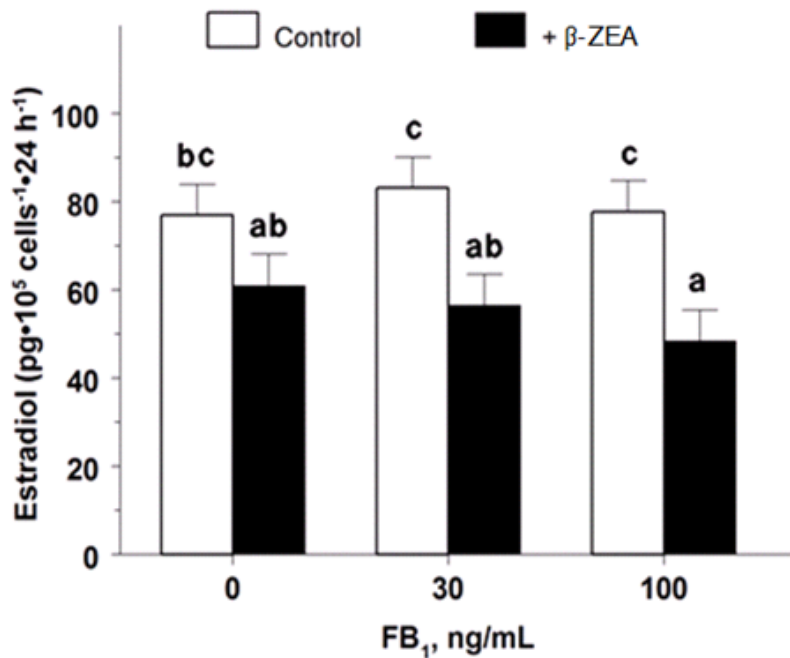 Control + β-ZEA
Estradiol (pg•10⁵ cells⁻¹•24 h⁻¹)
100
80
60
40
20
0
bc
ab
c
ab
c
a
0 30 100
FB₁, ng/mL